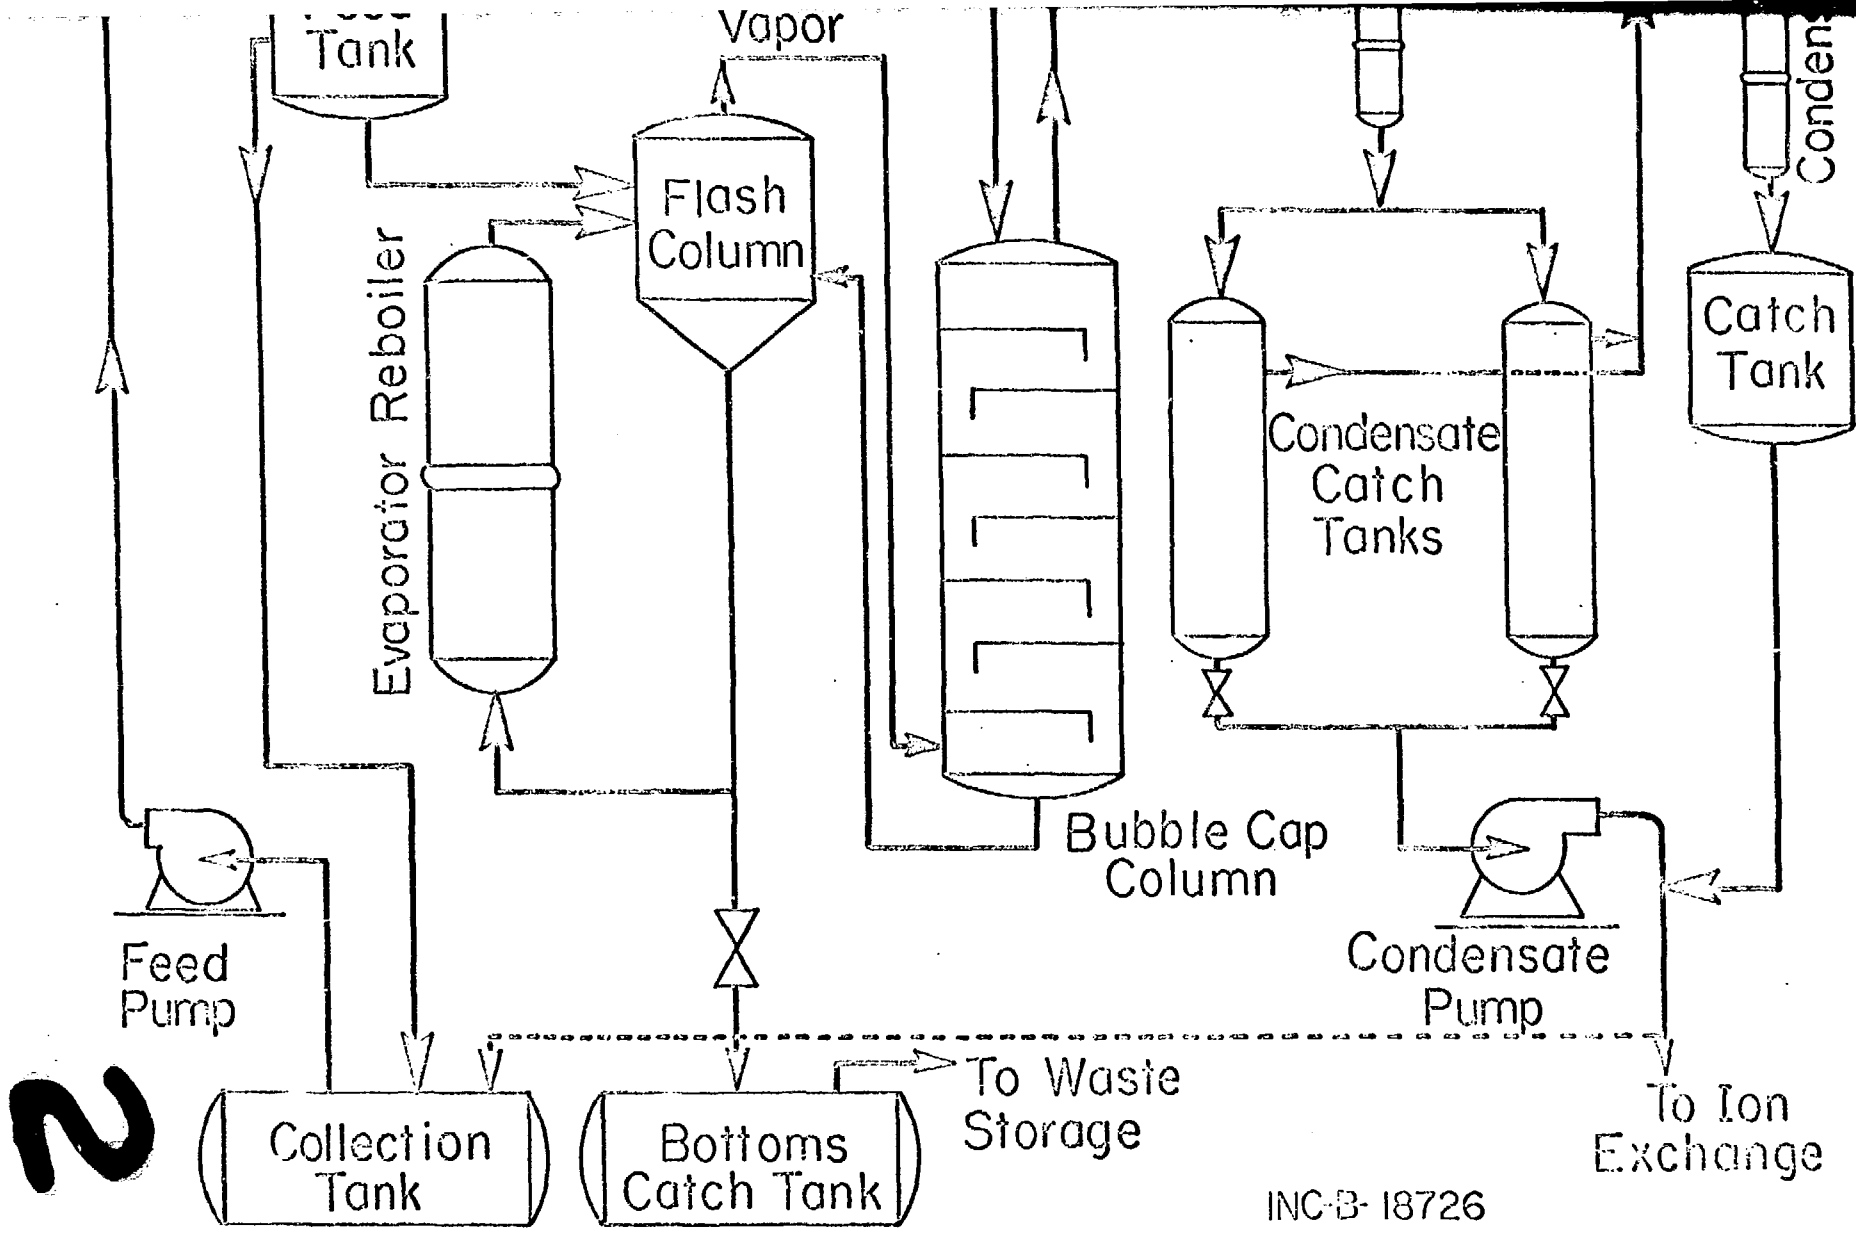 Feed
Tank
Vapor
Flash
Column
Evaporator Reboiler
Catch
Tank
Condensate
Catch
Tanks
Bubble Cap
Column
Feed
Pump
Condensate
Pump
To Waste
Storage
To Ion
Exchange
Collection
Tank
Bottoms
Catch Tank
INC-B-18726
2